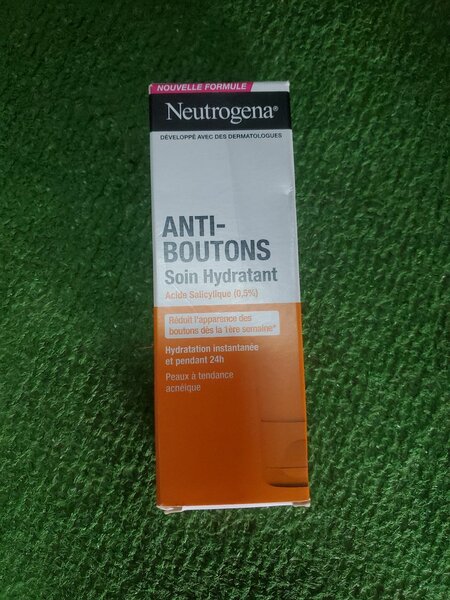 NOUVELLE FORMULE
Neutrogena®
DÉVELOPPÉ AVEC DES DERMATOLOGUES
ANTI-
BOUTONS
Soin Hydratant
Acide Salicylique (0,5%)
Réduit l'apparence des
boutons dès la 1ère semaine*
Hydratation instantanée
et pendant 24h
Peaux à tendance
acnéique